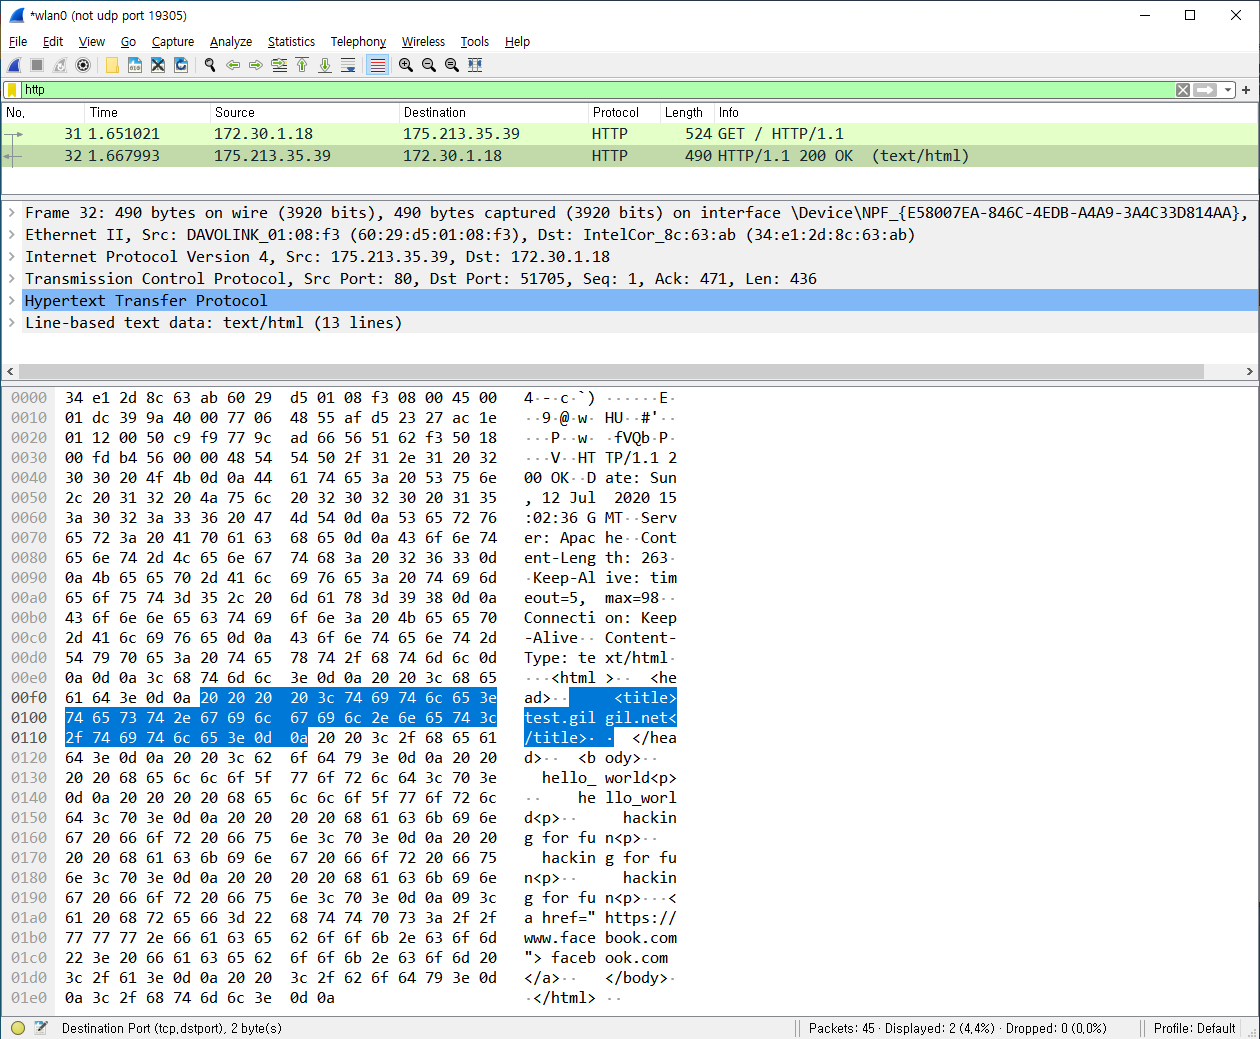 *wlan0 (not udp port 19305)
File Edit View Go Capture Analyze Statistics Telephony Wireless Tools Help
http
No. Time Source Destination Protocol Length Info
31 1.651021 172.30.1.18 175.213.35.39 HTTP 524 GET / HTTP/1.1
32 1.667993 175.213.35.39 172.30.1.18 HTTP 490 HTTP/1.1 200 OK (text/html)
Frame 32: 490 bytes on wire (3920 bits), 490 bytes captured (3920 bits) on interface \Device\NPF_{E58007EA-846C-4EDB-A4A9-3A4C33D814AA},
Ethernet II, Src: DAVOLINK_01:08:f3 (60:29:d5:01:08:f3), Dst: IntelCor_8c:63:ab (34:e1:2d:8c:63:ab)
Internet Protocol Version 4, Src: 175.213.35.39, Dst: 172.30.1.18
Transmission Control Protocol, Src Port: 80, Dst Port: 51705, Seq: 1, Ack: 471, Len: 436
Hypertext Transfer Protocol
Line-based text data: text/html (13 lines)
0000 34 e1 2d 8c 63 ab 60 29 d5 01 08 f3 08 00 45 00 4·-·c·`) ······E·
0010 01 dc 39 9a 40 00 77 06 48 55 af d5 23 27 ac 1e ··9·@·w· HU··#'··
0020 01 12 00 50 c9 f9 77 9c ad 66 56 51 62 f3 50 18 ···P··w· ·fVQb·P·
0030 00 fd b4 56 00 00 48 54 54 50 2f 31 2e 31 20 32 ···V··HT TP/1.1 2
0040 30 30 20 4f 4b 0d 0a 44 61 74 65 3a 20 53 75 6e 00 OK··D ate: Sun
0050 2c 20 31 32 20 4a 75 6c 20 32 30 32 30 20 31 35 , 12 Jul 2020 15
0060 3a 30 32 3a 33 36 20 47 4d 54 0d 0a 53 65 72 76 :02:36 G MT··Serv
0070 65 72 3a 20 41 70 61 63 68 65 0d 0a 43 6f 6e 74 er: Apac he··Cont
0080 65 6e 74 2d 4c 65 6e 67 74 68 3a 20 32 36 33 0d ent-Leng th: 263·
0090 0a 4b 65 65 70 2d 41 6c 69 76 65 3a 20 74 69 6d ·Keep-Al ive: tim
00a0 65 6f 75 74 3d 35 2c 20 6d 61 78 3d 39 38 0d 0a eout=5, max=98··
00b0 43 6f 6e 6e 65 63 74 69 6f 6e 3a 20 4b 65 65 70 Connecti on: Keep
00c0 2d 41 6c 69 76 65 0d 0a 43 6f 6e 74 65 6e 74 2d -Alive·· Content-
00d0 54 79 70 65 3a 20 74 65 78 74 2f 68 74 6d 6c 0d Type: te xt/html·
00e0 0a 0d 0a 3c 68 74 6d 6c 3e 0d 0a 20 20 3c 68 65 ···<html >·· <he
00f0 61 64 3e 0d 0a 20 20 20 20 3c 74 69 74 6c 65 3e ad>·· <title>
0100 74 65 73 74 2e 67 69 6c 67 69 6c 2e 6e 65 74 3c test.gil gil.net<
0110 2f 74 69 74 6c 65 3e 0d 0a 20 20 3c 2f 68 65 61 /title>· · </hea
0120 64 3e 0d 0a 20 20 3c 62 6f 64 79 3e 0d 0a 20 20 d>·· <b ody>··
0130 20 20 68 65 6c 6c 6f 5f 77 6f 72 6c 64 3c 70 3e hello_ world<p>
0140 0d 0a 20 20 20 20 68 65 6c 6c 6f 5f 77 6f 72 6c ·· he llo_worl
0150 64 3c 70 3e 0d 0a 20 20 20 20 68 61 63 6b 69 6e d<p>·· hackin
0160 67 20 66 6f 72 20 66 75 6e 3c 70 3e 0d 0a 20 20 g for fu n<p>··
0170 20 20 68 61 63 6b 69 6e 67 20 66 6f 72 20 66 75 hackin g for fu
0180 6e 3c 70 3e 0d 0a 20 20 20 20 68 61 63 6b 69 6e n<p>·· hackin
0190 67 20 66 6f 72 20 66 75 6e 3c 70 3e 0d 0a 09 3c g for fu n<p>···<
01a0 61 20 68 72 65 66 3d 22 68 74 74 70 73 3a 2f 2f a href=" https://
01b0 77 77 77 2e 66 61 63 65 62 6f 6f 6b 2e 63 6f 6d www.face book.com
01c0 22 3e 20 66 61 63 65 62 6f 6f 6b 2e 63 6f 6d 20 "> faceb ook.com
01d0 3c 2f 61 3e 0d 0a 20 20 3c 2f 62 6f 64 79 3e 0d </a>·· </body>·
01e0 0a 3c 2f 68 74 6d 6c 3e 0d 0a ·</html> ··
Destination Port (tcp.dstport), 2 byte(s) Packets: 45 · Displayed: 2 (4.4%) · Dropped: 0 (0.0%) Profile: Default